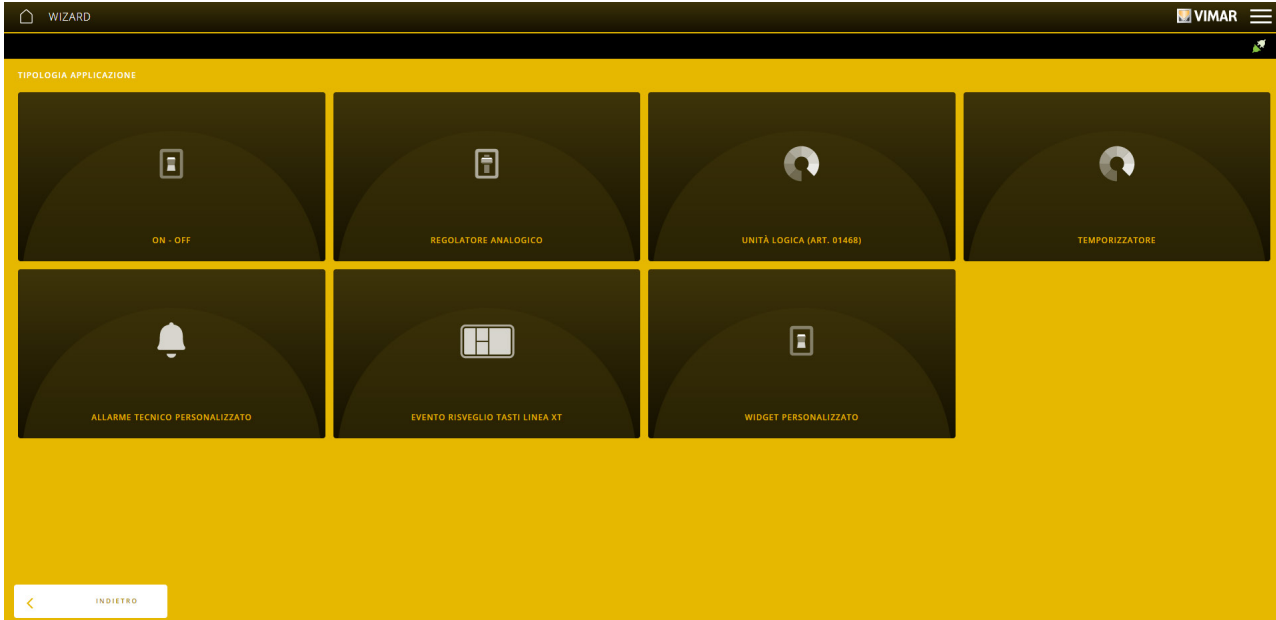 WIZARD
VIMAR
TIPOLOGIA APPLICAZIONE
ON - OFF
REGOLATORE ANALOGICO
UNITÀ LOGICA (ART. 01468)
TEMPORIZZATORE
ALLARME TECNICO PERSONALIZZATO
EVENTO RISVEGLIO TASTI LINEA XT
WIDGET PERSONALIZZATO
INDIETRO